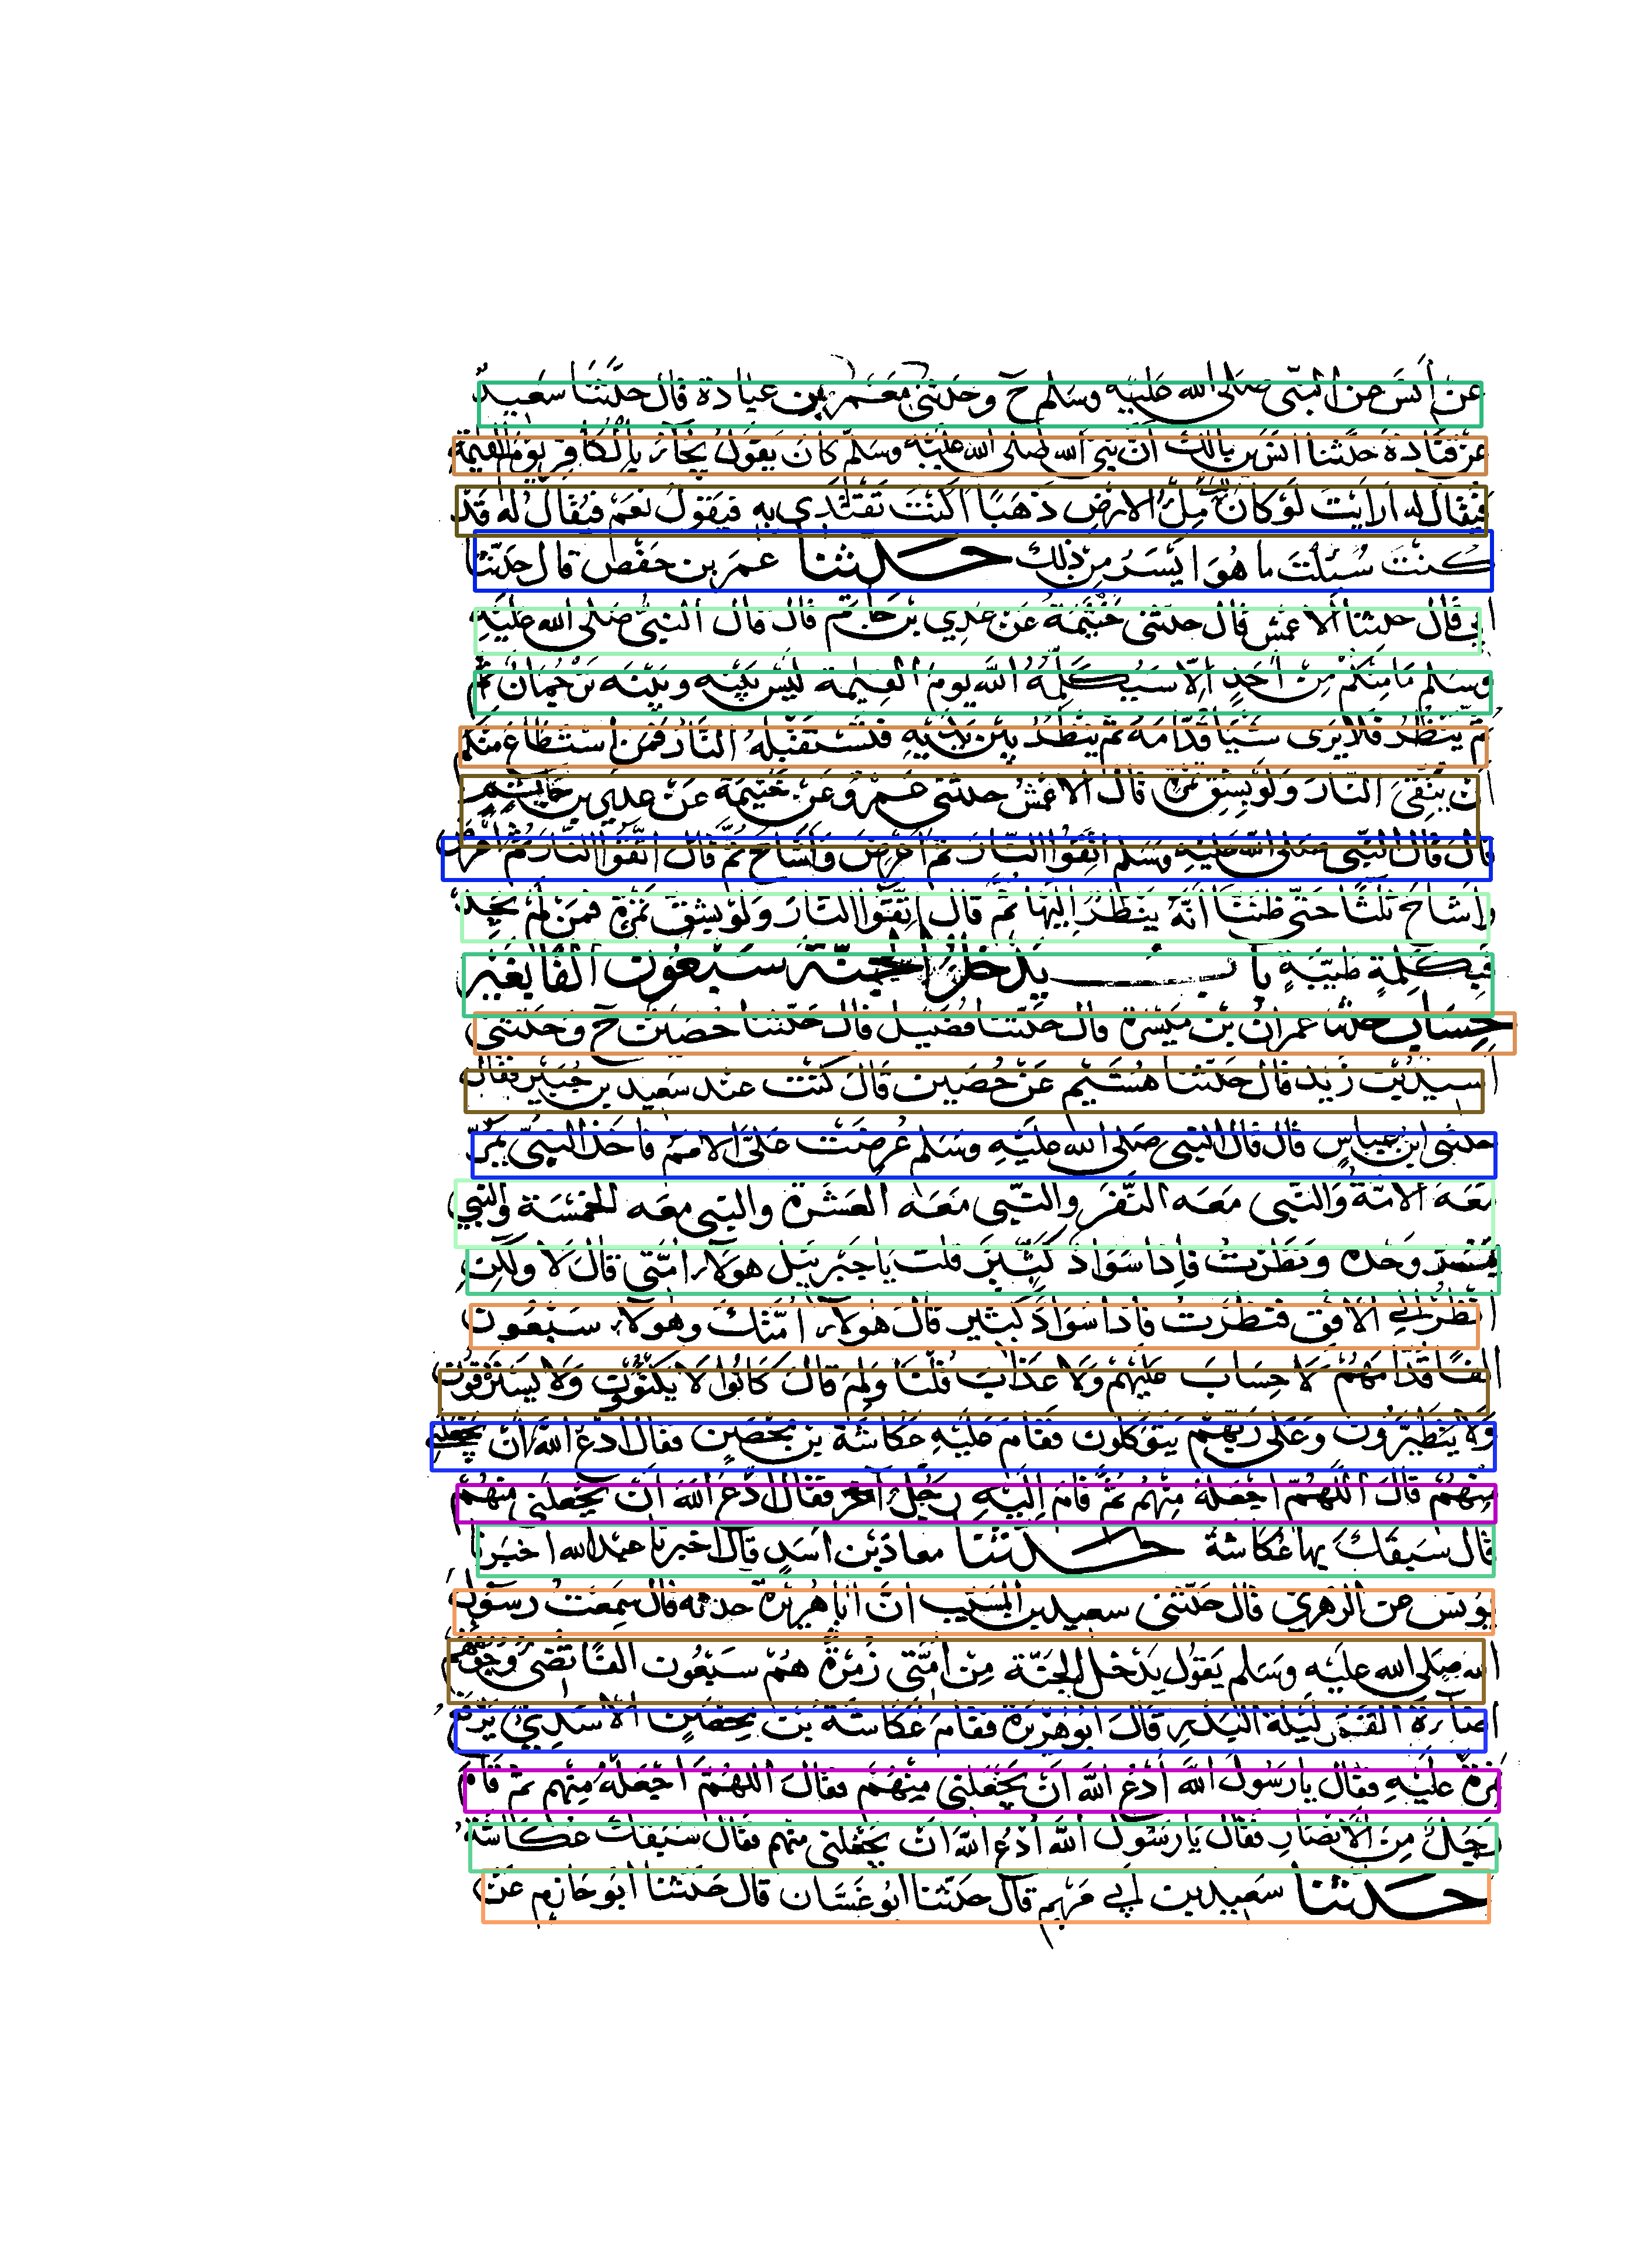 عن أنس عن النبي صلى الله عليه وسلم ح وحدثني معمر بن عبادة قال حدثنا سعيد
عن قتادة حدثنا انس بن مالك أن نبي الله صلى الله عليه وسلم كان يقول يجاء بالكافر يوم القيمة
فيقال له ارايت لو كان لك ملء الارض ذهبا اكنت تفتدي به فيقول نعم فيقال له قد
كنت سئلت ما هو ايسر من ذلك حدثنا عمر بن حفص قال حدثنا
ابي قال حدثنا الاعمش قال حدثني خيثمة عن عدي بن حاتم قال قال النبي صلى الله عليه
وسلم ما منكم من أحد الا سيكلمه الله يوم القيمة ليس بينه وبينه ترجمان ثم
ثم ينظر فلا يرى شيا قدامه ثم ينظر بين يديه فتستقبله النار فمن استطاع منكم
أن يتقي النار ولو بشق تمرة قال الاعمش حدثني عمرو عن خيثمة عن عدي بن حاتم
قال قال النبي صلى الله عليه وسلم اتقوا النار ثم اعرض واشاح ثم قال اتقوا النار ثم اعرض
واشاح ثلثا حتى ظننا أنه ينظر إليها ثم قال اتقوا النار ولو بشق تمرة فمن لم يجد
فبكلمة طيبة باب يدخل الجنة سبعون الفا بغير
حساب حدثنا عمران بن ميسرة قال حدثنا فضيل قال حدثنا حصين ح وحدثني
اسيد بن زيد قال حدثنا هشيم عن حصين قال كنت عند سعيد بن جبير فقال
حدثني ابن عباس قال قال النبي صلى الله عليه وسلم عرضت على الامم فاخذ النبي يمر
معه الامة والنبي معه النفر والنبي معه العشرة والنبي معه الخمسة والنبي
وحده ونظرت فاذا سواد كثير قلت يا جبريل هولاء امتي قال لا ولكن
انظر الى الافق فنظرت فاذا سواد كثير قال هولاء امتك وهولاء سبعون
الفا قدامهم لا حساب عليهم ولا عذاب قلت ولم قال كانوا لا يكتوون ولا يسترقون
ولا يتطيرون وعلى ربهم يتوكلون فقام عليه عكاشة بن محصن فقال ادع الله ان يجعلني
منهم قال اللهم اجعله منهم ثم قام إليه رجل آخر فقال ادع الله ان يجعلني منهم
قال سبقك بها عكاشة حدثنا معاذ بن اسد قال اخبرنا عبد الله اخبرنا
يونس عن الزهري قال حدثني سعيد بن المسيب ان ابا هريرة حدثه قال سمعت رسول
الله صلى الله عليه وسلم يقول يدخل الجنة من امتي زمرة هم سبعون الفا تضئ وجوههم
اضاءة القمر ليلة البدر قال ابو هريرة فقام عكاشة بن محصن الاسدي يرفع
نمرة عليه فقال يا رسول الله أدع الله ان يجعلني منهم فقال اللهم اجعله منهم ثم قام
رجل من الانصار فقال يا رسول الله أدع الله ان يجعلني منهم فقال سبقك عكاشة
حدثنا سعيد بن ابي مريم قال حدثنا ابو غسان قال حدثنا ابو حازم عن